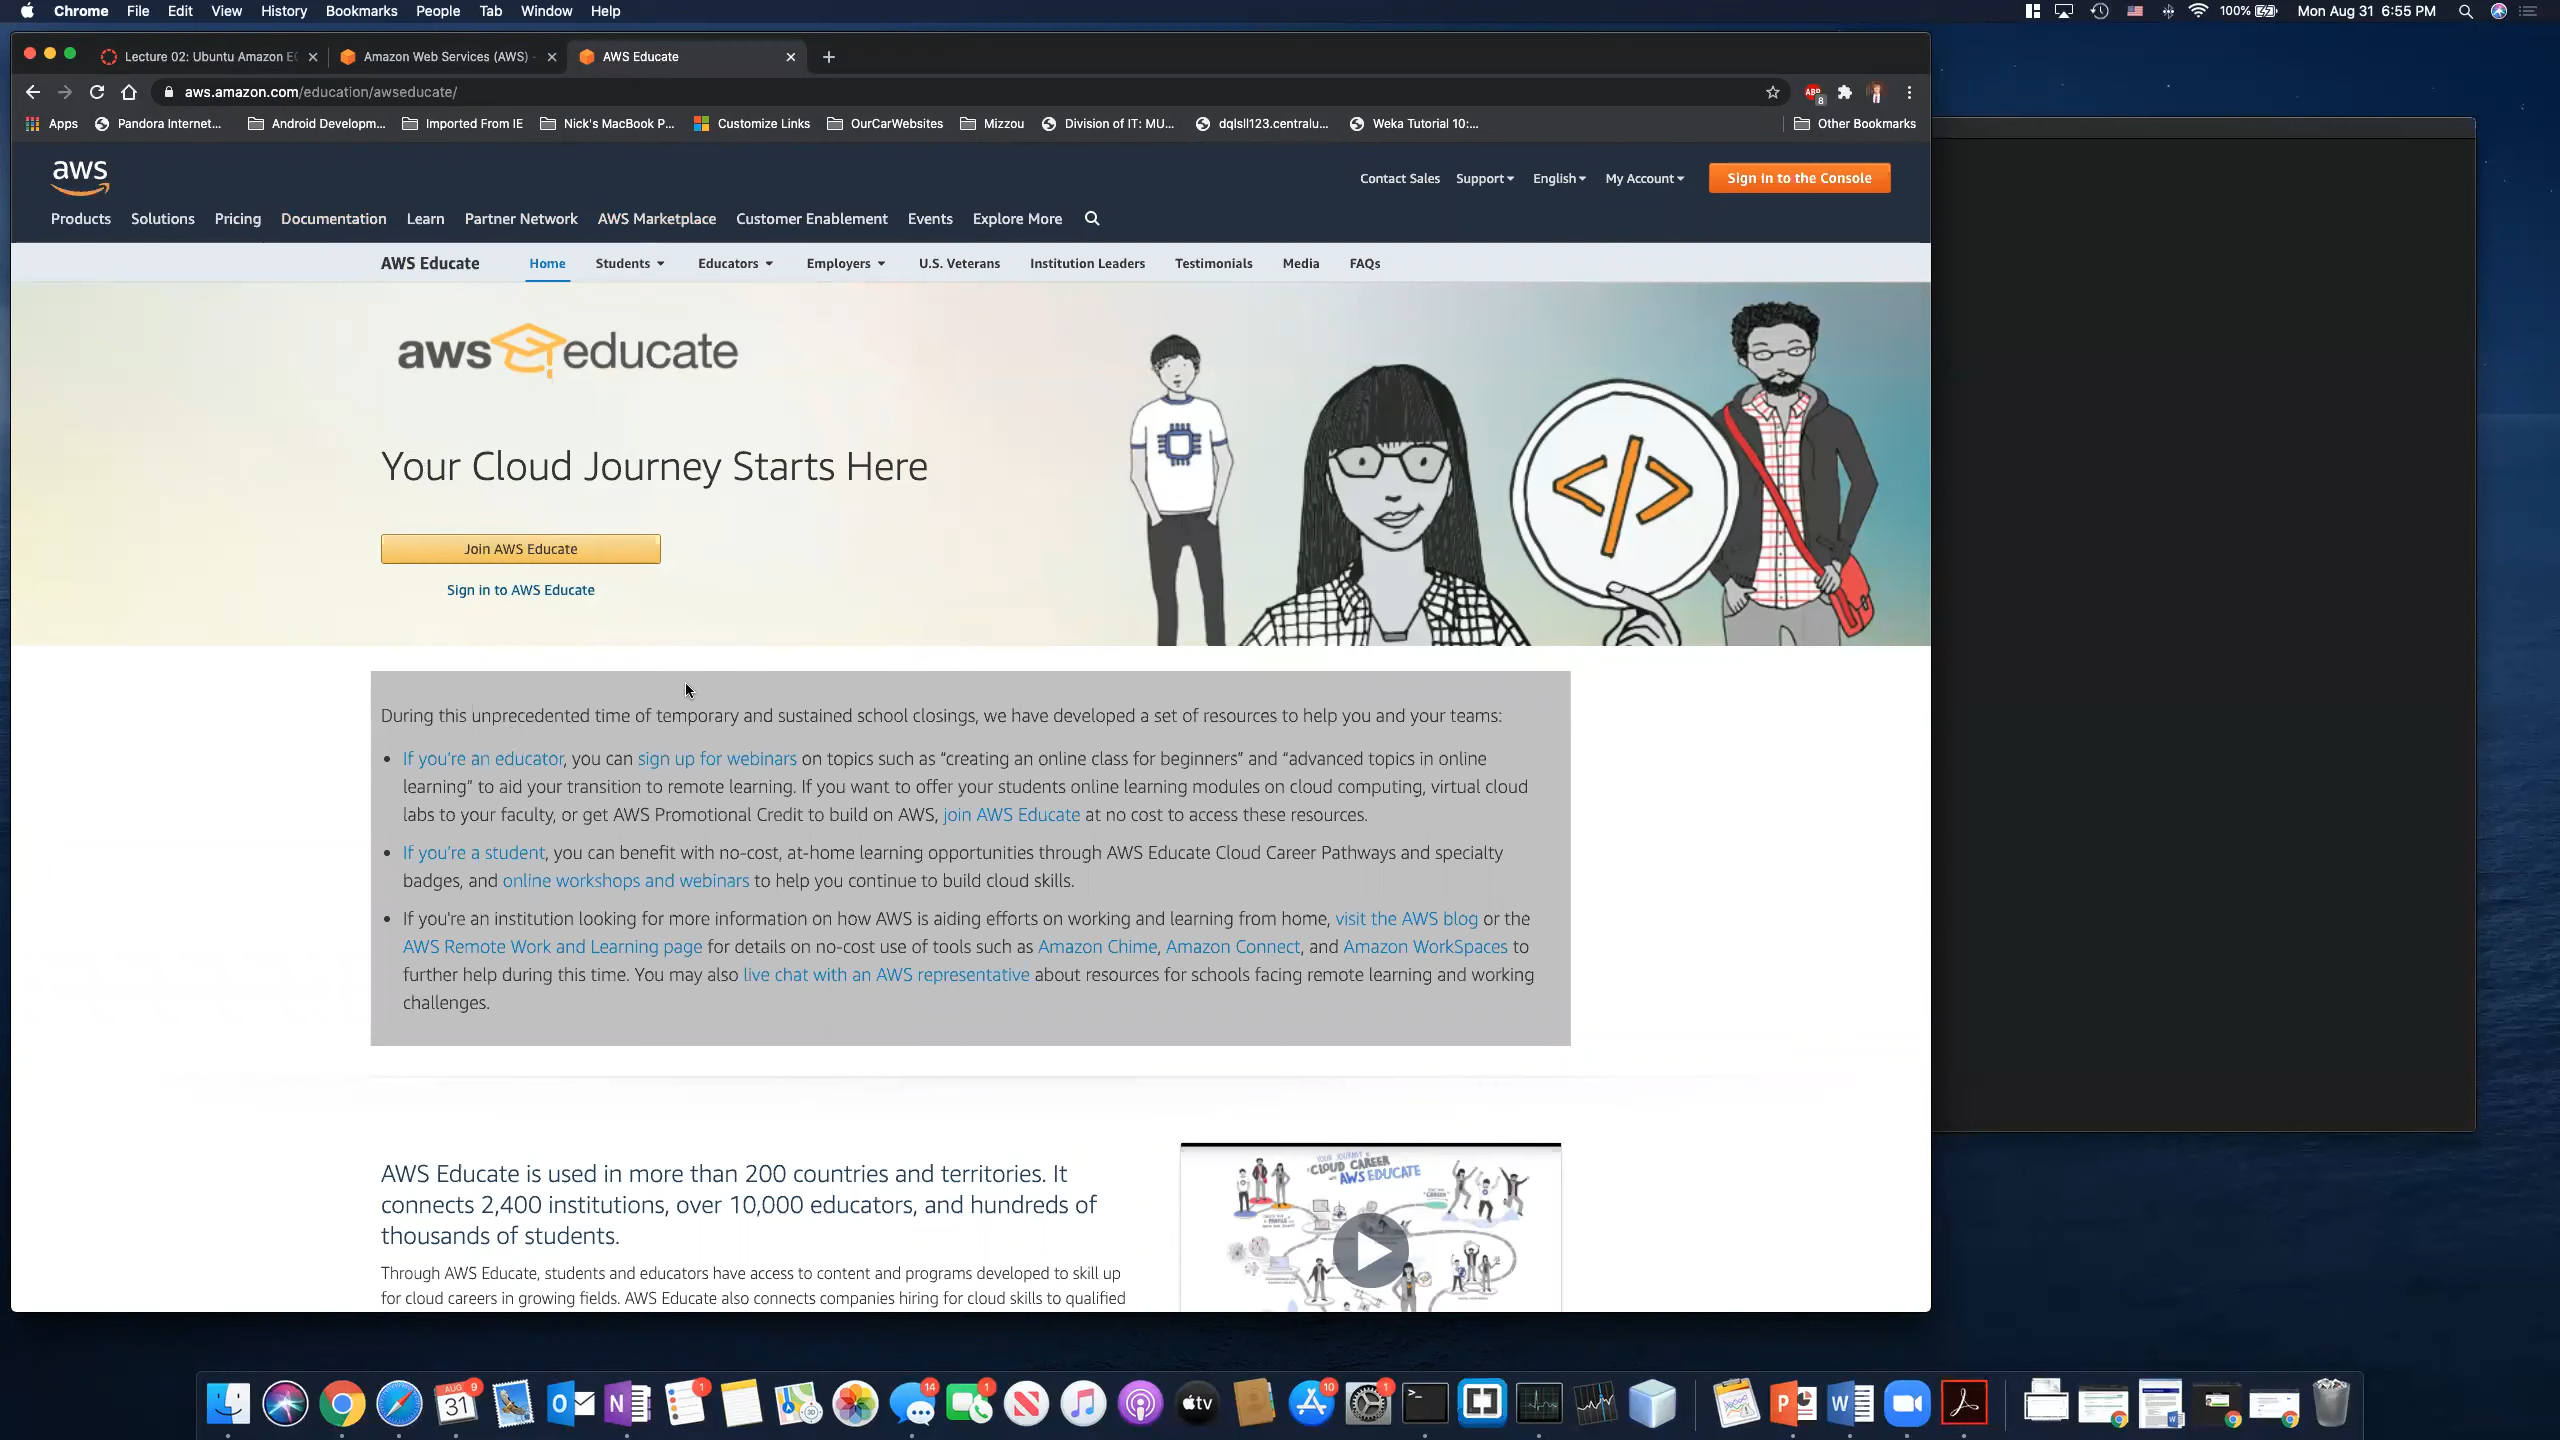 Chrome File Edit View History Bookmarks People Tab Window Help 100% Mon Aug 31 6:55 PM
Lecture 02: Ubuntu Amazon EC Amazon Web Services (AWS) - AWS Educate
aws.amazon.com/education/awseducate/ ABP 8
Apps Pandora Internet... Android Developm... Imported From IE Nick's MacBook P... Customize Links OurCarWebsites Mizzou Division of IT: MU... dqlsll123.centralu... Weka Tutorial 10:... Other Bookmarks
aws Contact Sales Support English My Account Sign in to the Console
Products Solutions Pricing Documentation Learn Partner Network AWS Marketplace Customer Enablement Events Explore More
AWS Educate Home Students Educators Employers U.S. Veterans Institution Leaders Testimonials Media FAQs
aws educate
</>
Your Cloud Journey Starts Here
Join AWS Educate
Sign in to AWS Educate
During this unprecedented time of temporary and sustained school closings, we have developed a set of resources to help you and your teams:
• If you're an educator, you can sign up for webinars on topics such as “creating an online class for beginners” and “advanced topics in online
learning” to aid your transition to remote learning. If you want to offer your students online learning modules on cloud computing, virtual cloud
labs to your faculty, or get AWS Promotional Credit to build on AWS, join AWS Educate at no cost to access these resources.
• If you're a student, you can benefit with no-cost, at-home learning opportunities through AWS Educate Cloud Career Pathways and specialty
badges, and online workshops and webinars to help you continue to build cloud skills.
• If you're an institution looking for more information on how AWS is aiding efforts on working and learning from home, visit the AWS blog or the
AWS Remote Work and Learning page for details on no-cost use of tools such as Amazon Chime, Amazon Connect, and Amazon WorkSpaces to
further help during this time. You may also live chat with an AWS representative about resources for schools facing remote learning and working
challenges.
AWS Educate is used in more than 200 countries and territories. It
connects 2,400 institutions, over 10,000 educators, and hundreds of
thousands of students.
Through AWS Educate, students and educators have access to content and programs developed to skill up
for cloud careers in growing fields. AWS Educate also connects companies hiring for cloud skills to qualified
CLOUD CAREER
AWS EDUCATE
AUG 31 9 1 14 1 tv 10 1